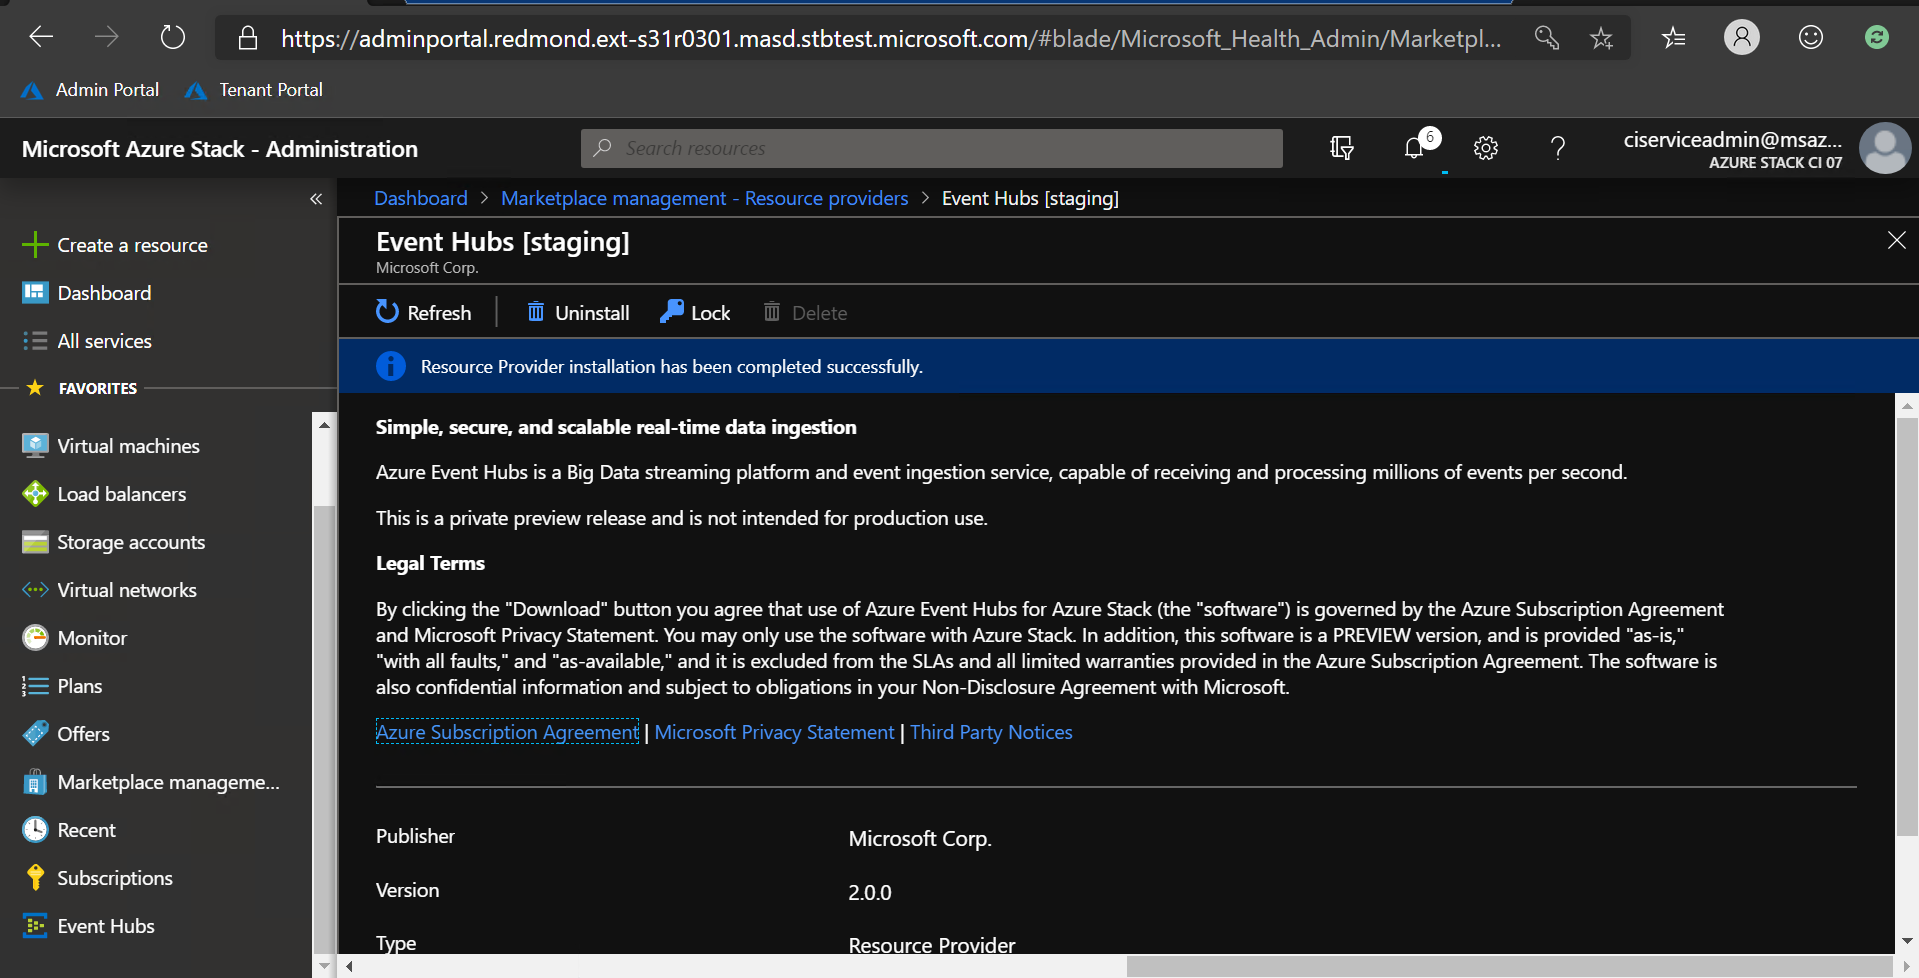 https://adminportal.redmond.ext-s31r0301.masd.stbtest.microsoft.com/#blade/Microsoft_Health_Admin/Marketpl...
Admin Portal
Tenant Portal
Microsoft Azure Stack - Administration
Search resources
6
ciserviceadmin@msaz...
AZURE STACK CI 07
«
Dashboard > Marketplace management - Resource providers > Event Hubs [staging]
Create a resource
Dashboard
All services
FAVORITES
Virtual machines
Load balancers
Storage accounts
Virtual networks
Monitor
Plans
Offers
Marketplace manageme...
Recent
Subscriptions
Event Hubs
Event Hubs [staging]
Microsoft Corp.
Refresh
Uninstall
Lock
Delete
Resource Provider installation has been completed successfully.
Simple, secure, and scalable real-time data ingestion
Azure Event Hubs is a Big Data streaming platform and event ingestion service, capable of receiving and processing millions of events per second.
This is a private preview release and is not intended for production use.
Legal Terms
By clicking the "Download" button you agree that use of Azure Event Hubs for Azure Stack (the "software") is governed by the Azure Subscription Agreement
and Microsoft Privacy Statement. You may only use the software with Azure Stack. In addition, this software is a PREVIEW version, and is provided "as-is,"
"with all faults," and "as-available," and it is excluded from the SLAs and all limited warranties provided in the Azure Subscription Agreement. The software is
also confidential information and subject to obligations in your Non-Disclosure Agreement with Microsoft.
Azure Subscription Agreement | Microsoft Privacy Statement | Third Party Notices
Publisher
Microsoft Corp.
Version
2.0.0
Type
Resource Provider